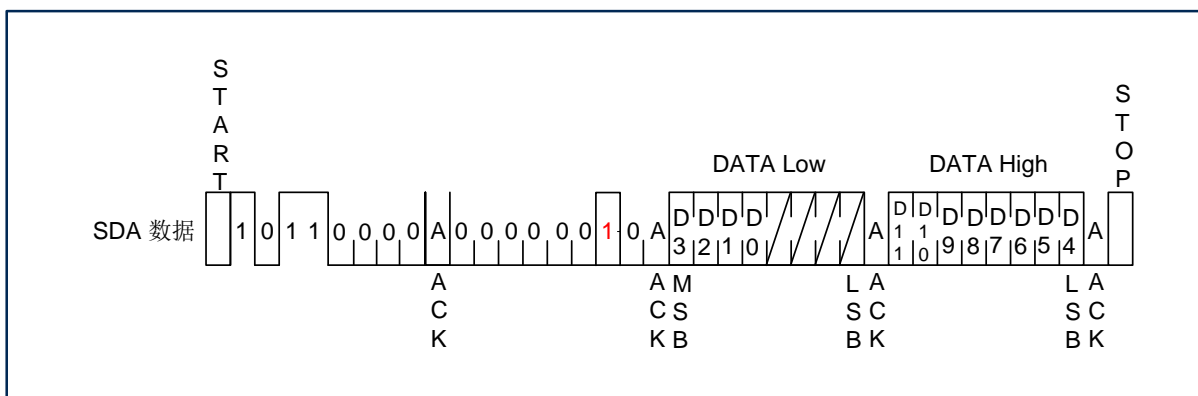 START
STOP
DATA Low DATA High
SDA 数据 1 0 1 1 0 0 0 0 A 0 0 0 0 0 0 1 0 A D3 D2 D1 D0 A D11 D10 D9 D8 D7 D6 D5 D4 A
ACK ACK MSB LSB ACK LSB ACK